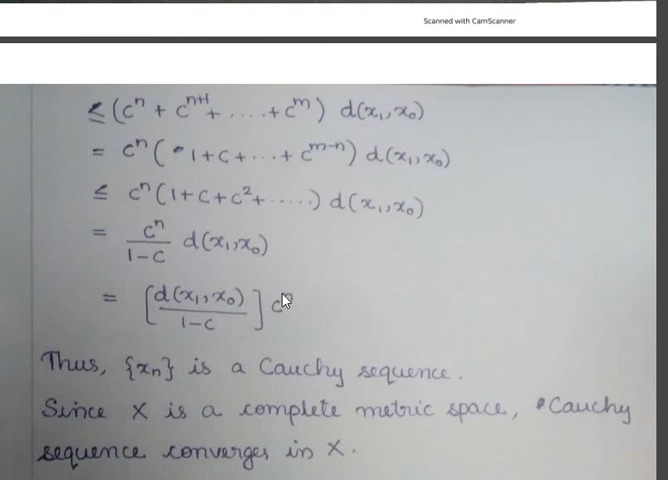 Scanned with CamScanner
≤ (cⁿ + cⁿ⁺¹ + .... + cᵐ) d(x₁, x₀)
= cⁿ (1 + c + ... + cᵐ⁻ⁿ) d(x₁, x₀)
≤ cⁿ (1 + c + c² + .....) d(x₁, x₀)
= cⁿ/(1-c) d(x₁, x₀)
= [d(x₁, x₀)/(1-c)] cⁿ
Thus, {xₙ} is a Cauchy sequence.
Since X is a complete metric space, Cauchy
sequence converges in X.